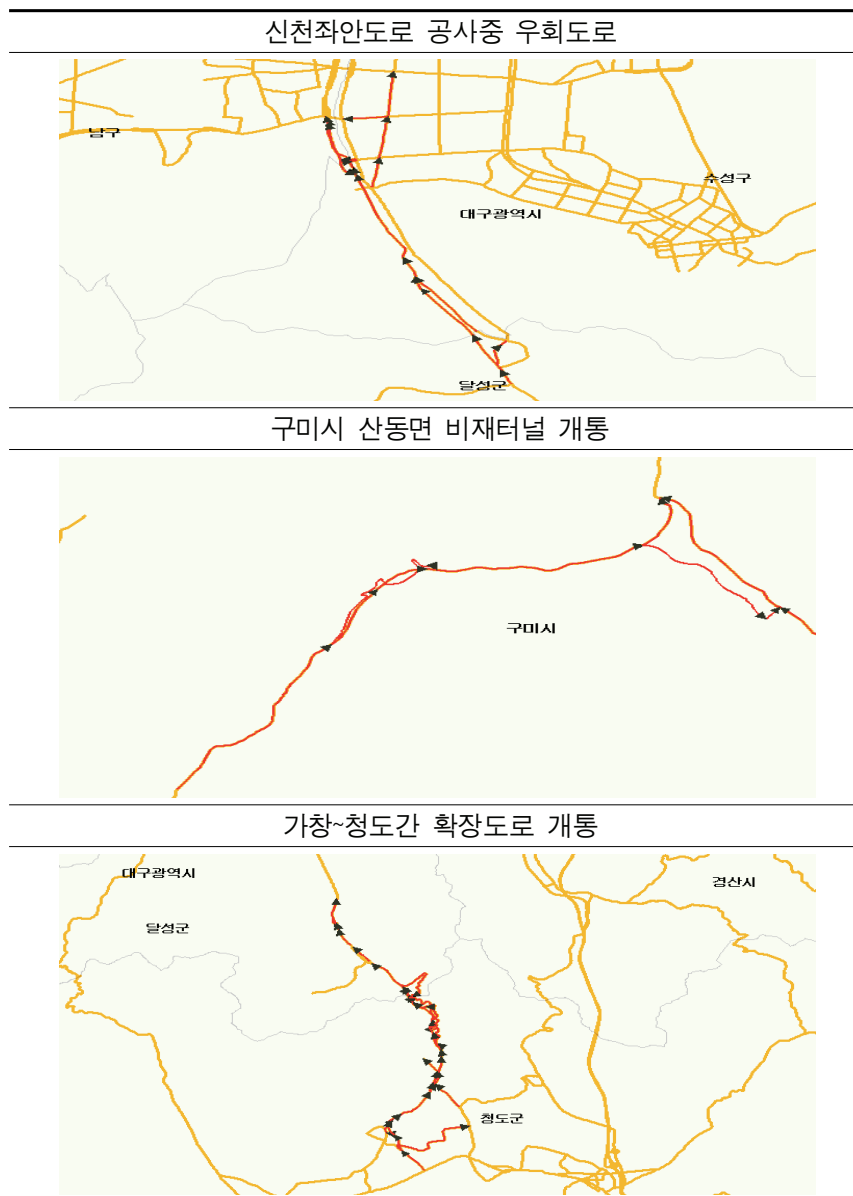 신천좌안도로 공사중 우회도로
남구
수성구
대구광역시
달성군
구미시 산동면 비재터널 개통
구미시
가창~청도간 확장도로 개통
대구광역시
경산시
달성군
청도군